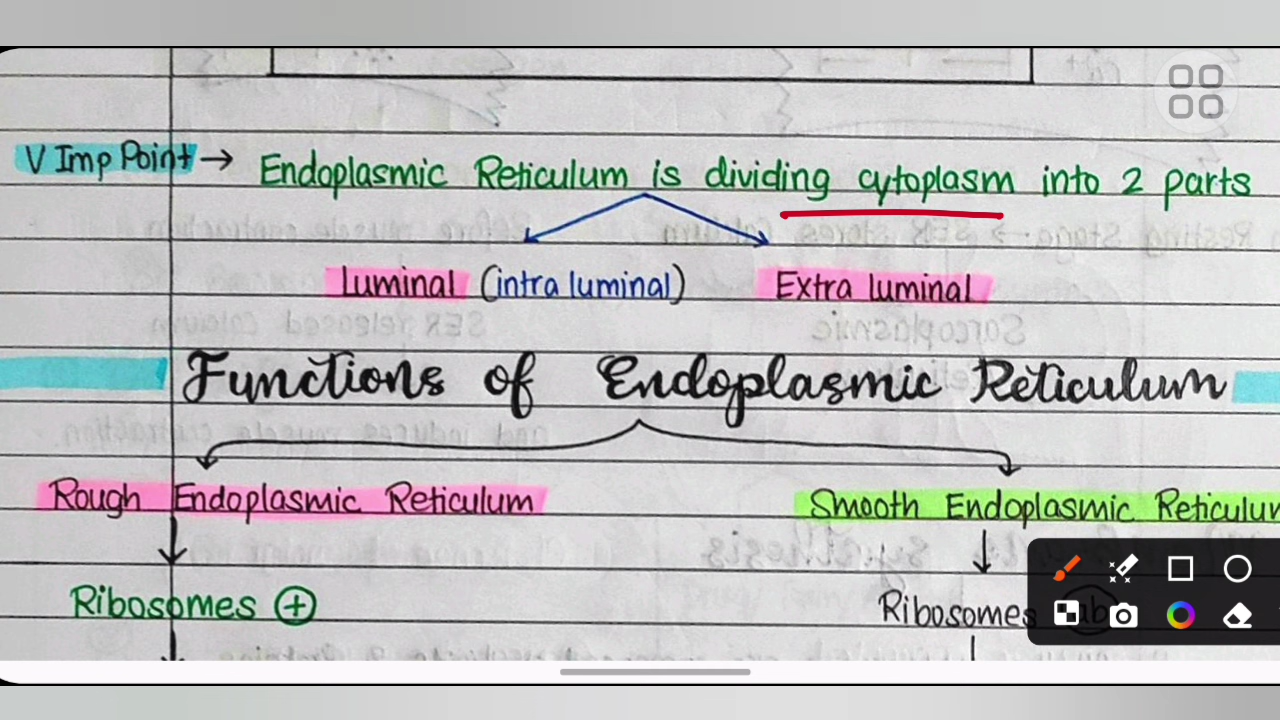 V Imp Point → Endoplasmic Reticulum is dividing cytoplasm into 2 parts
Luminal (intra luminal) Extra luminal
Functions of Endoplasmic Reticulum
Rough Endoplasmic Reticulum Smooth Endoplasmic
Ribosomes + Ribosomes